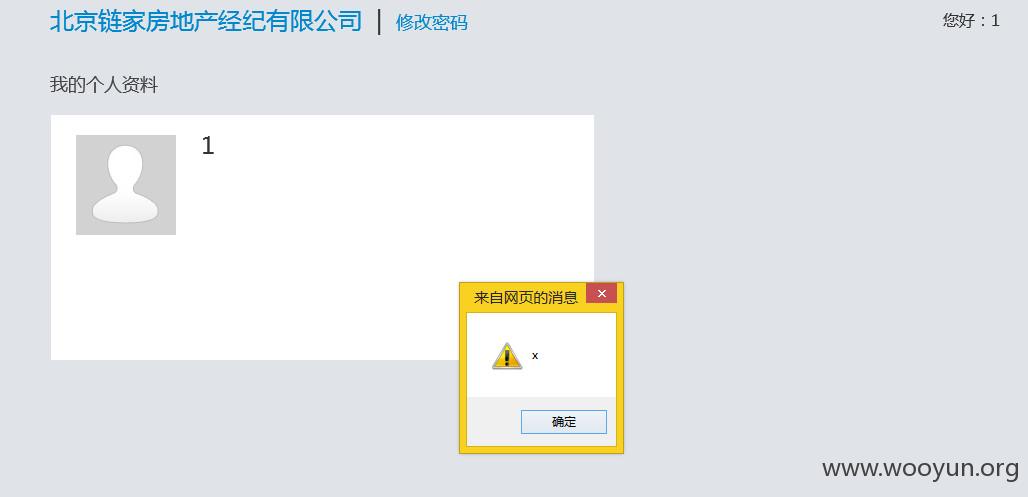 北京链家房地产经纪有限公司 | 修改密码
您好：1
我的个人资料
1
来自网页的消息
x
确定
www.wooyun.org